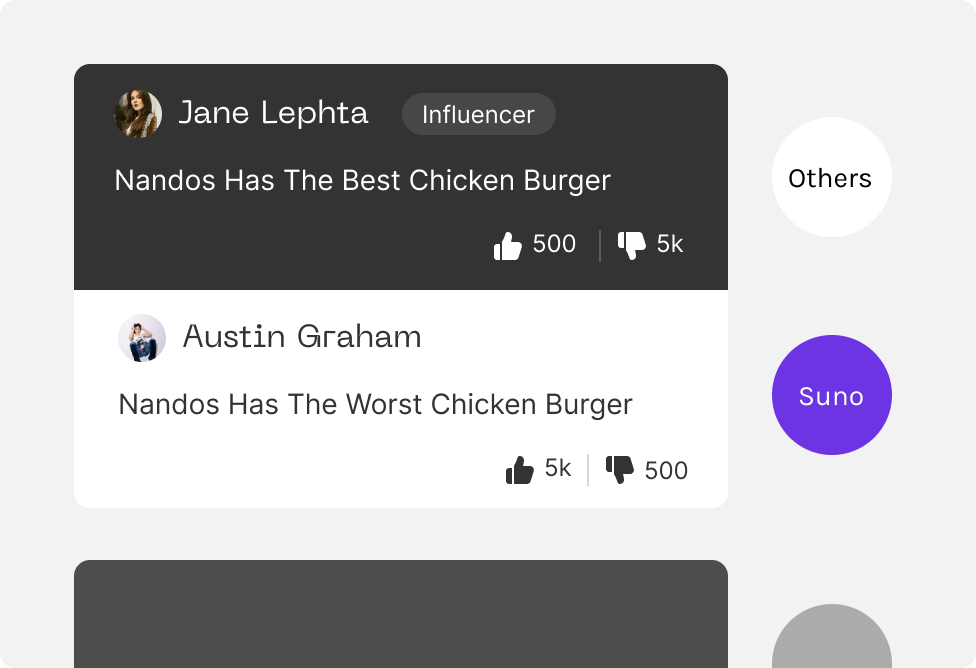 Jane Lephta Influencer
Nandos Has The Best Chicken Burger
500 5k
Others
Austin Graham
Nandos Has The Worst Chicken Burger
5k 500
Suno